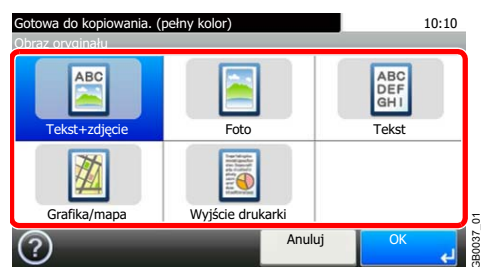 Gotowa do kopiowania. (pełny kolor) 10:10
Obraz oryginału
ABC
ABC
DEF
GHI
Tekst+zdjęcie Foto Tekst
Grafika/mapa Wyjście drukarki
? Anuluj OK
GB0037_01